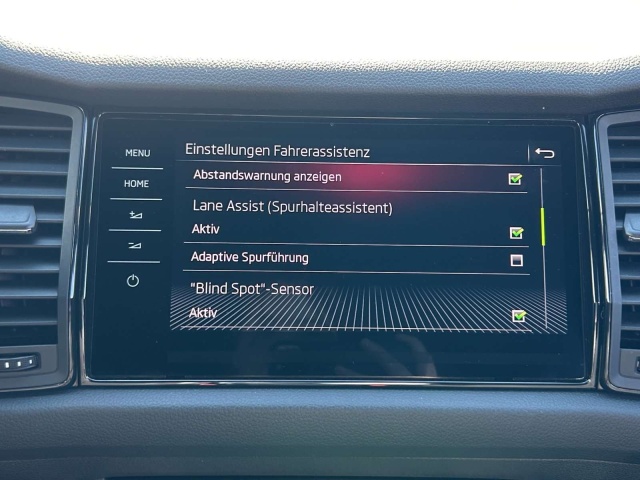 MENU
HOME
Einstellungen Fahrerassistenz
Abstandswarnung anzeigen
Lane Assist (Spurhalteassistent)
Aktiv
Adaptive Spurführung
"Blind Spot"-Sensor
Aktiv